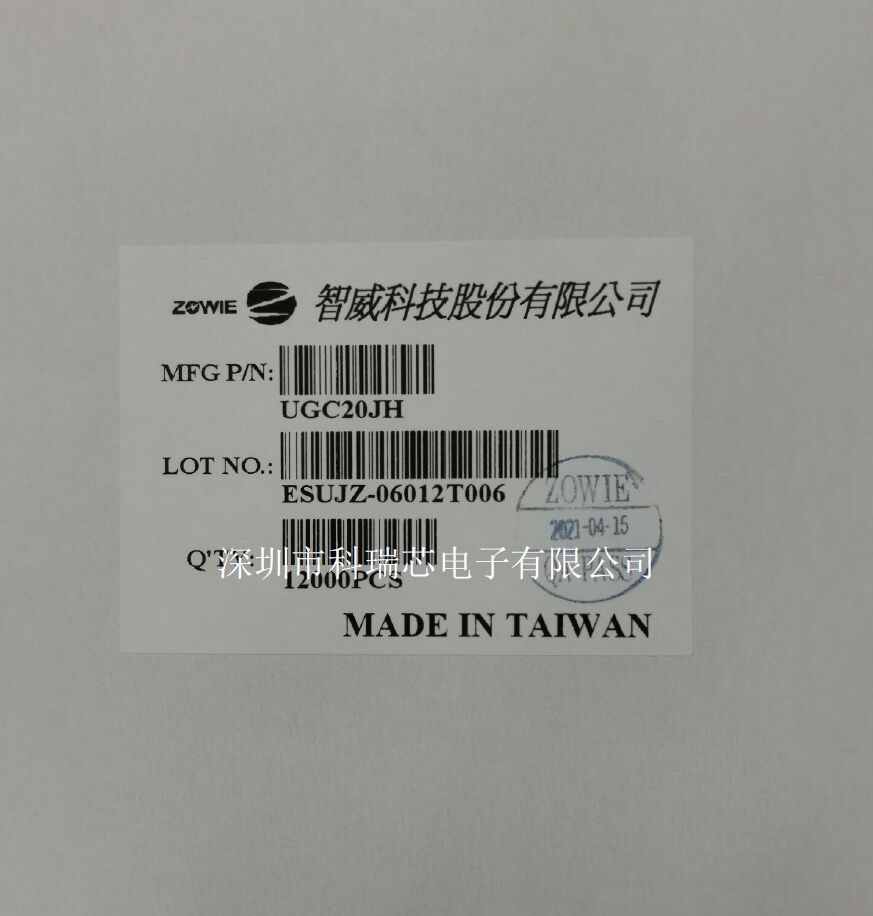 ZOWIE 智威科技股份有限公司
MFG P/N:
UGC20JH
LOT NO.:
ESUJZ-06012T006
ZOWIE
2021-04-15
Q'TY:
深圳市科瑞芯电子有限公司
12000PCS
MADE IN TAIWAN